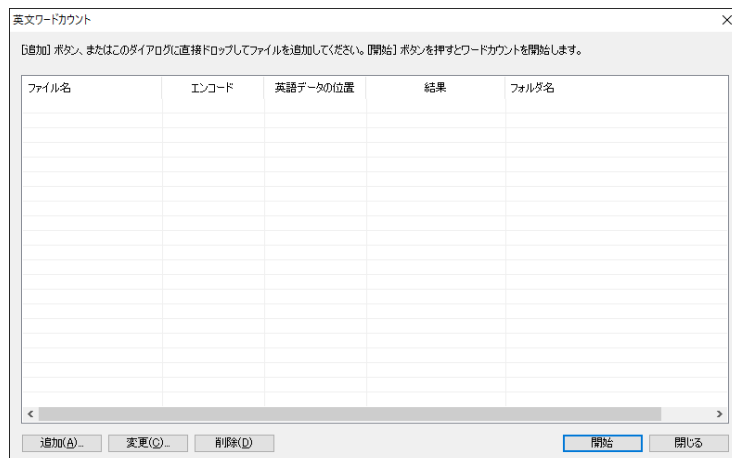 英文ワードカウント
[追加] ボタン、またはこのダイアログに直接ドロップしてファイルを追加してください。[開始] ボタンを押すとワードカウントを開始します。
ファイル名 エンコード 英語データの位置 結果 フォルダ名
追加(A)... 変更(C)... 削除(D) 開始 閉じる